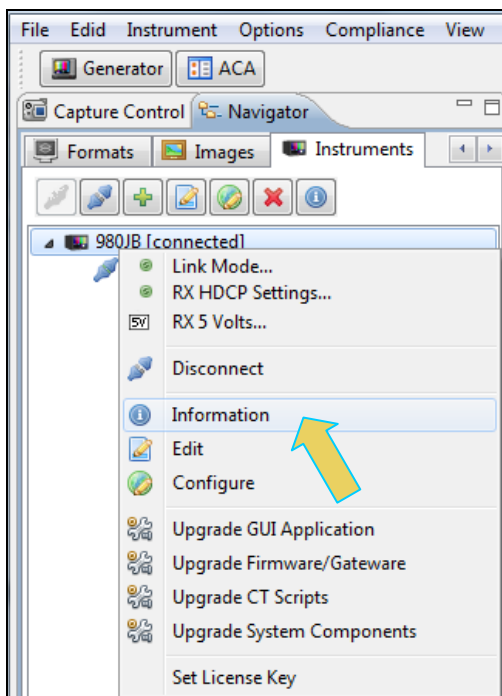 File Edid Instrument Options Compliance View
Generator ACA
Capture Control Navigator
Formats Images Instruments
980JB [connected]
Link Mode...
RX HDCP Settings...
5V RX 5 Volts...
Disconnect
Information
Edit
Configure
Upgrade GUI Application
Upgrade Firmware/Gateware
Upgrade CT Scripts
Upgrade System Components
Set License Key